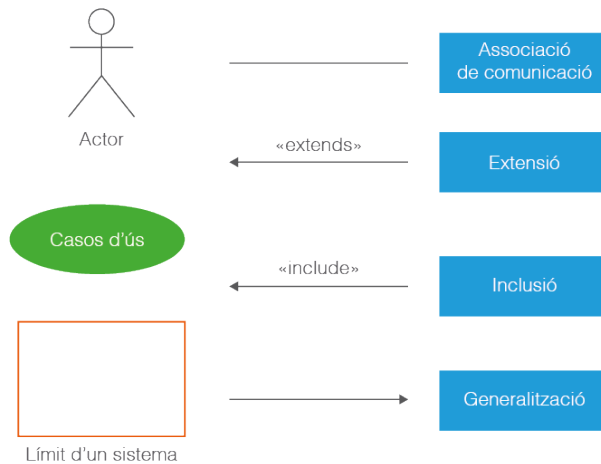 Actor
Associació
de comunicació
«extends»
Extensió
Casos d'ús
«include»
Inclusió
Generalització
Límit d'un sistema